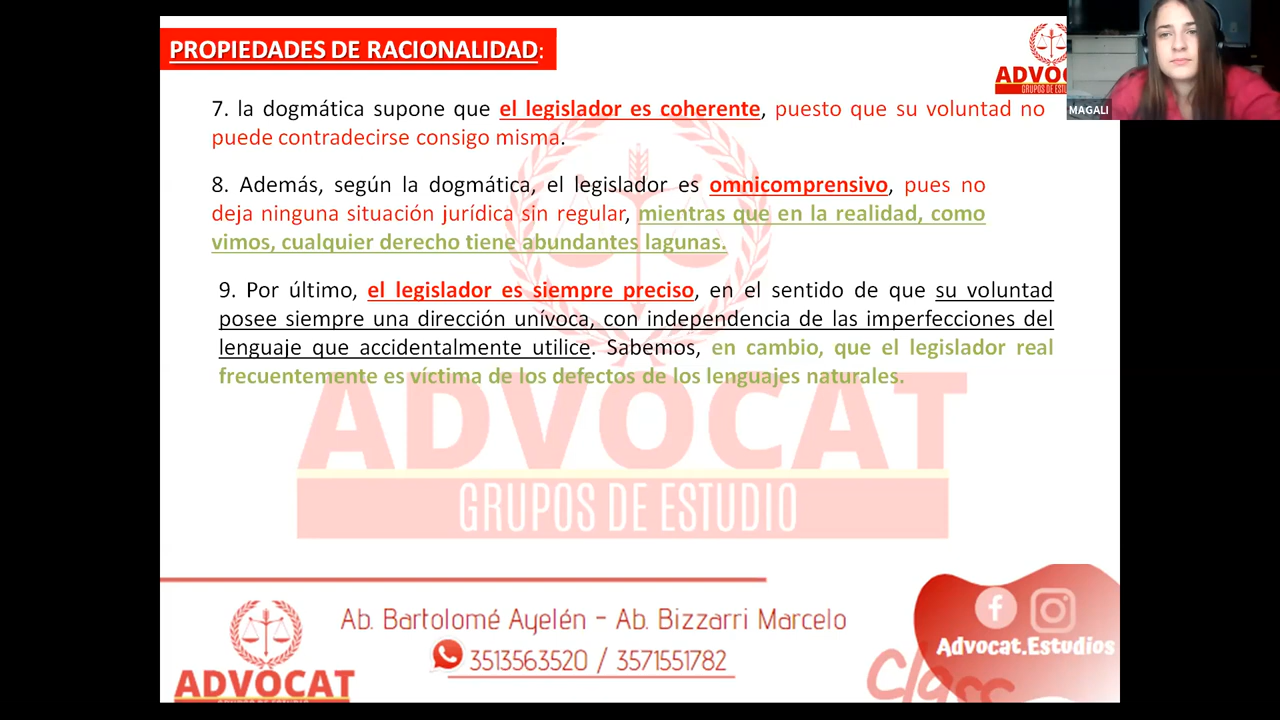 PROPIEDADES DE RACIONALIDAD:
ADVOC
GRUPOS DE ESTU
MAGALI
7. la dogmática supone que el legislador es coherente, puesto que su voluntad no
puede contradecirse consigo misma.
8. Además, según la dogmática, el legislador es omnicomprensivo, pues no
deja ninguna situación jurídica sin regular, mientras que en la realidad, como
vimos, cualquier derecho tiene abundantes lagunas.
9. Por último, el legislador es siempre preciso, en el sentido de que su voluntad
posee siempre una dirección unívoca, con independencia de las imperfecciones del
lenguaje que accidentalmente utilice. Sabemos, en cambio, que el legislador real
frecuentemente es víctima de los defectos de los lenguajes naturales.
ADVOCAT
GRUPOS DE ESTUDIO
Ab. Bartolomé Ayelén - Ab. Bizzarri Marcelo
3513563520 / 3571551782
ADVOCAT
Advocat.Estudios
Class